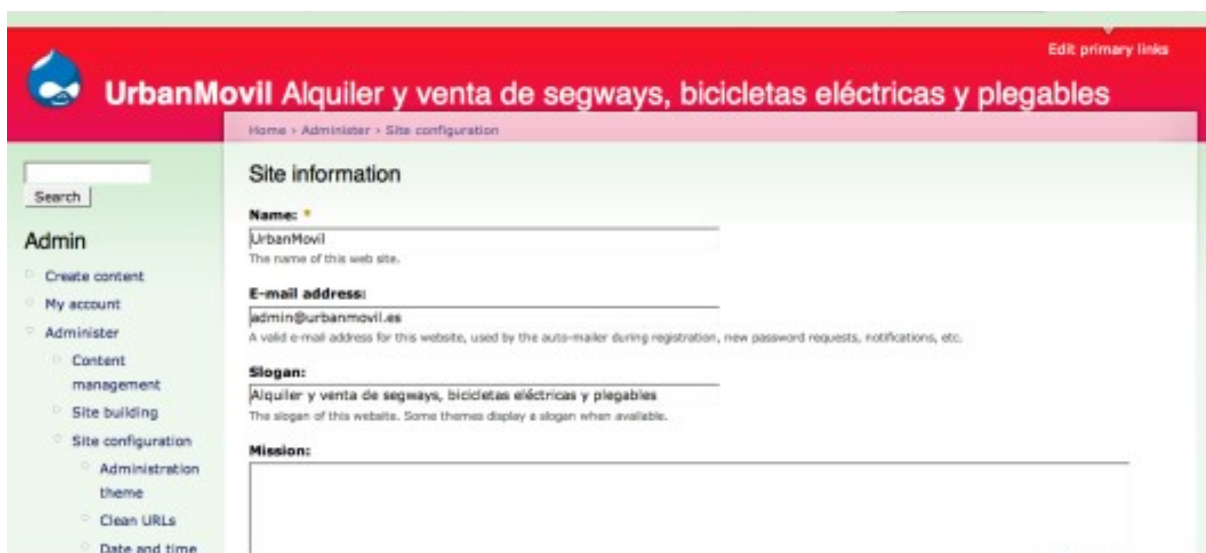 Edit primary links
UrbanMovil Alquiler y venta de segways, bicicletas eléctricas y plegables
Home › Administer › Site configuration
Search
Admin
Create content
My account
Administer
Content
management
Site building
Site configuration
Administration
theme
Clean URLs
Date and time
Site information
Name: *
UrbanMovil
The name of this web site.
E-mail address:
admin@urbanmovil.es
A valid e-mail address for this website, used by the auto-mailer during registration, new password requests, notifications, etc.
Slogan:
Alquiler y venta de segways, bicicletas eléctricas y plegables
The slogan of this website. Some themes display a slogan when available.
Mission: